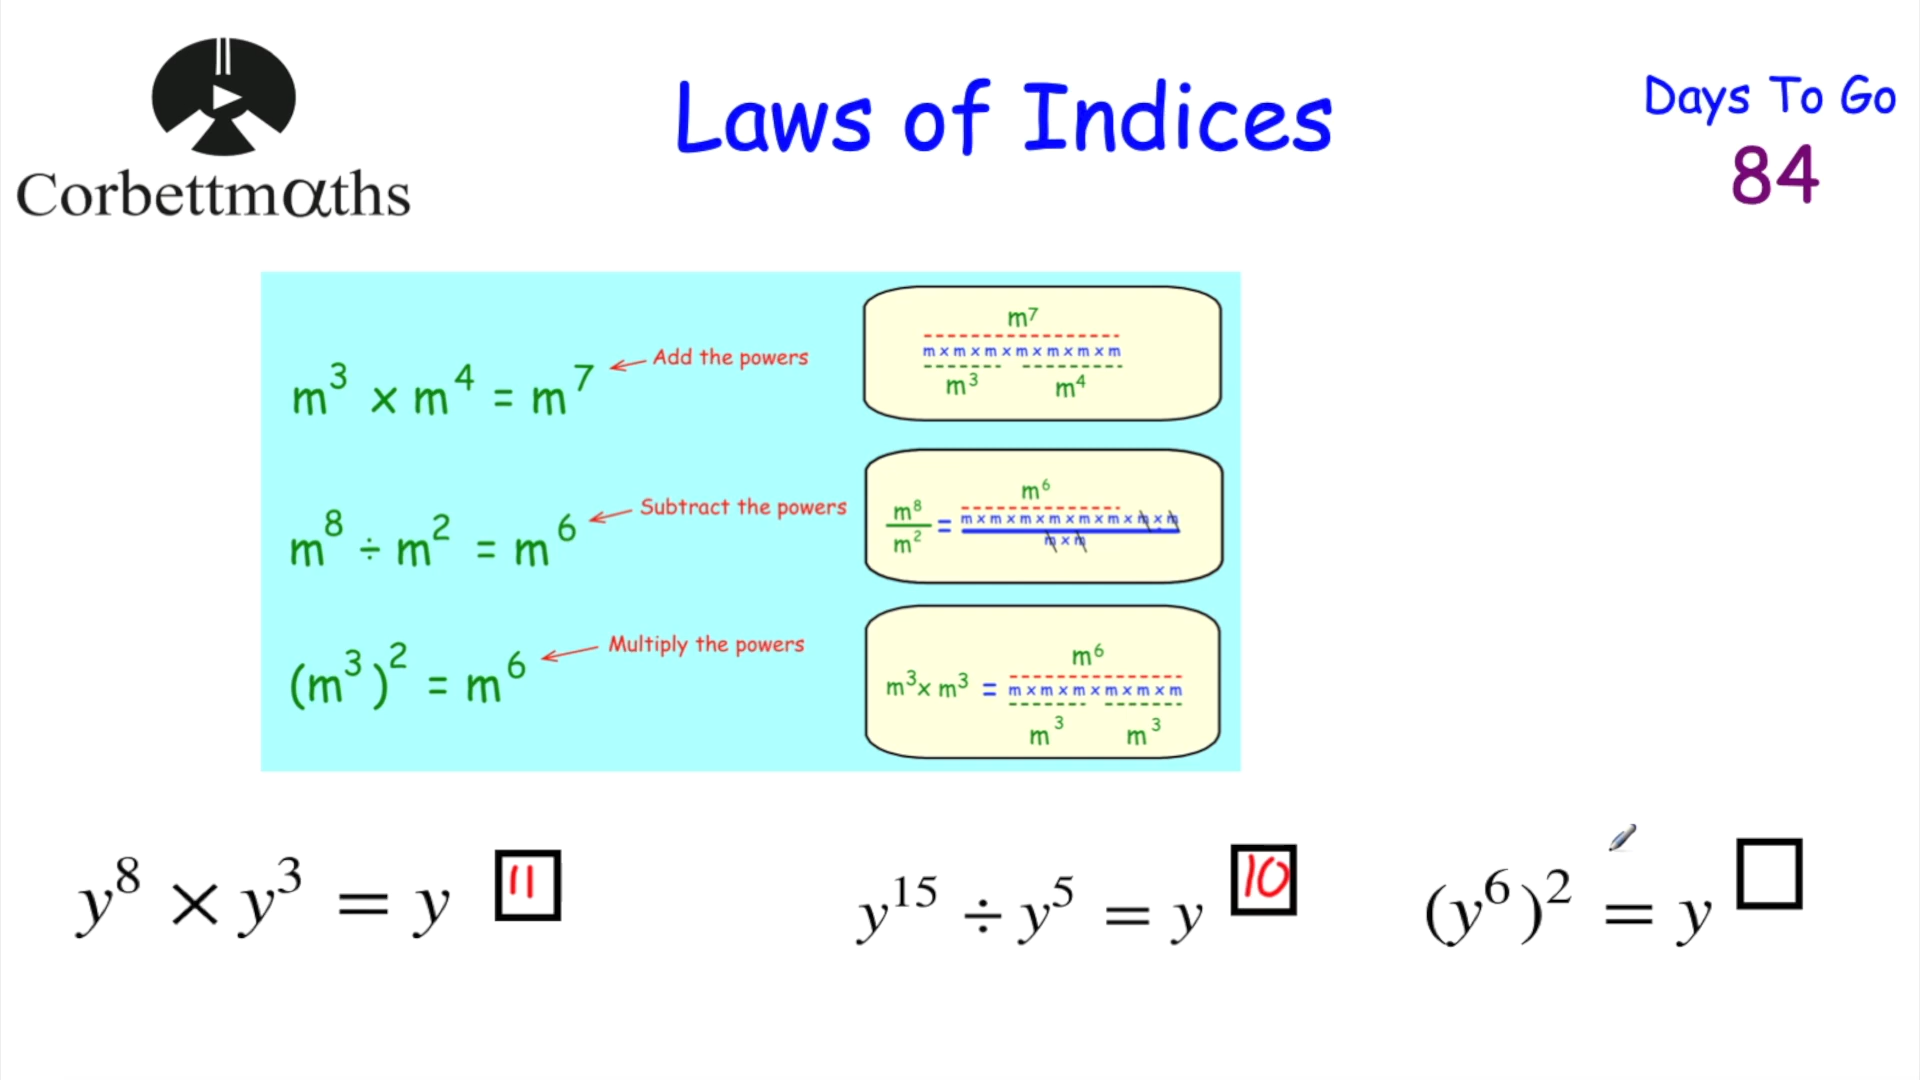 Corbettmαths
Laws of Indices
Days To Go
84
m³ × m⁴ = m⁷
Add the powers
m⁷
m × m × m × m × m × m × m
m³ m⁴
m⁸ ÷ m² = m⁶
Subtract the powers
m⁶
m⁸/m² = m × m × m × m × m × m × m × m
m × m
(m³)² = m⁶
Multiply the powers
m⁶
m³ × m³ = m × m × m × m × m × m
m³ m³
y⁸ × y³ = y 11
y¹⁵ ÷ y⁵ = y 10
(y⁶)² = y